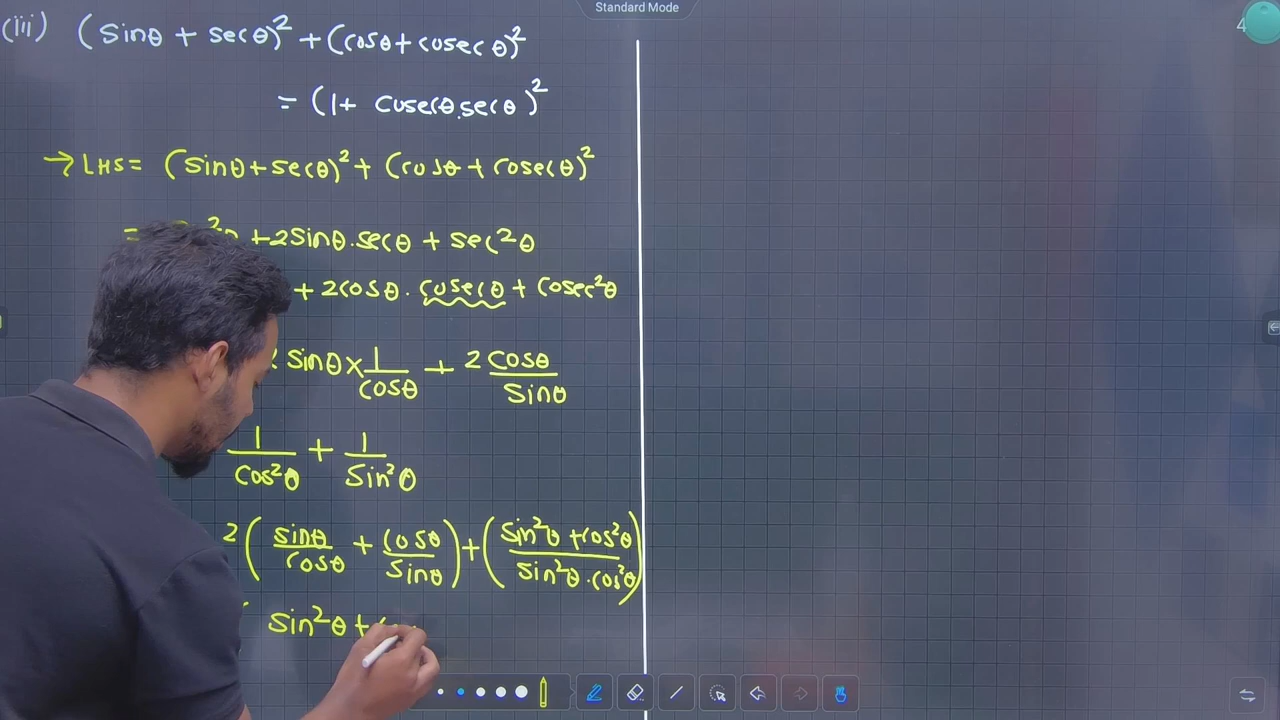 Standard Mode
4
(iii) (sinθ + secθ)² + (cosθ + cosecθ)²
= (1 + cosecθ.secθ)²
→ LHS = (sinθ + secθ)² + (cosθ + cosecθ)²
= + 2sinθ.secθ + sec²θ
+ 2cosθ. cosecθ + cosec²θ
sinθ × 1/cosθ + 2 cosθ/sinθ
1/cos²θ + 1/sin²θ
2 (sinθ/cosθ + cosθ/sinθ) + (sin²θ + cos²θ/sin²θ.cos²θ)
sin²θ +